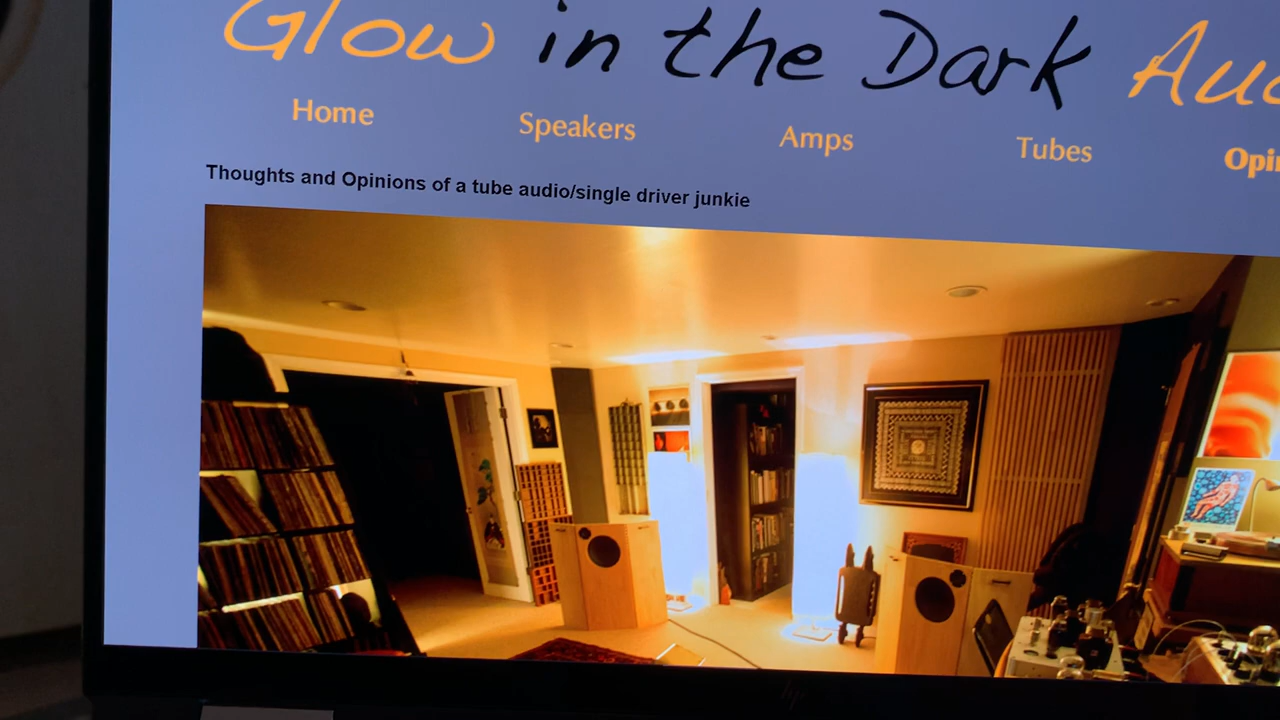 Glow in the Dark
Home Speakers Amps Tubes
Thoughts and Opinions of a tube audio/single driver junkie